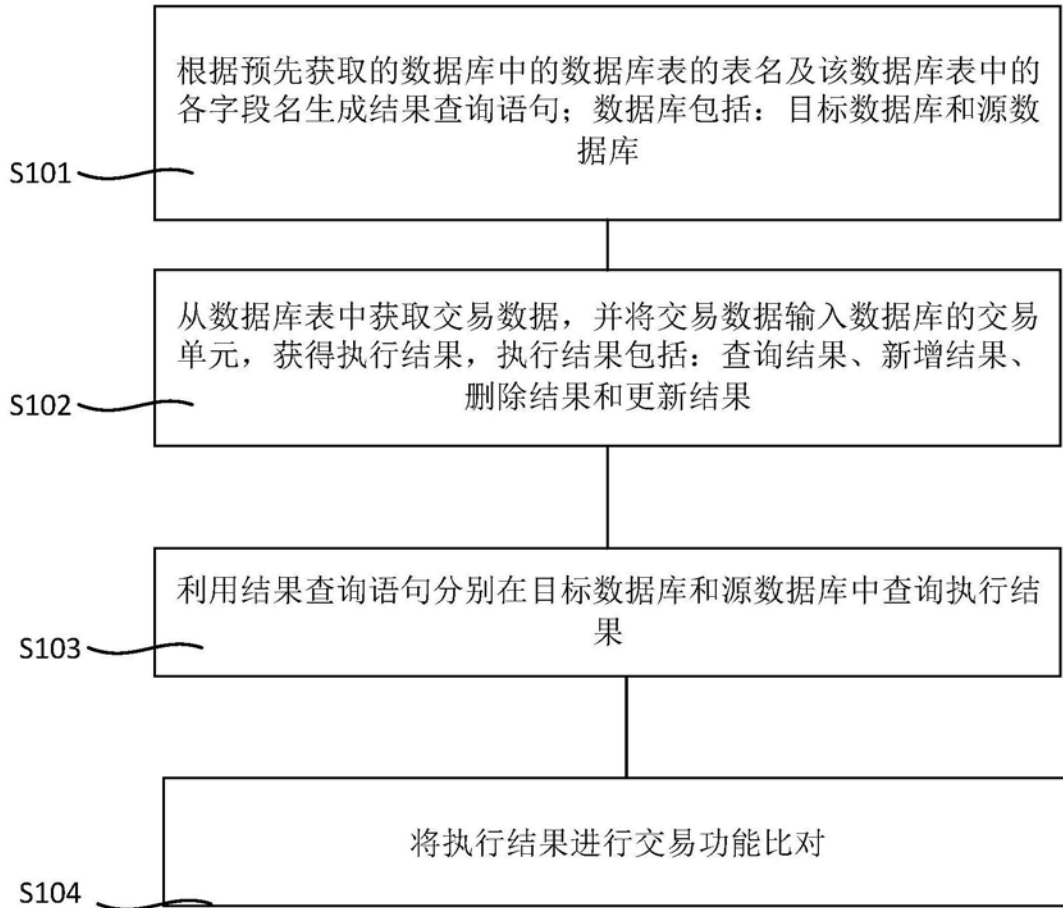 根据预先获取的数据库中的数据库表的表名及该数据库表中的
各字段名生成结果查询语句；数据库包括：目标数据库和源数
据库
S101
从数据库表中获取交易数据，并将交易数据输入数据库的交易
单元，获得执行结果，执行结果包括：查询结果、新增结果、
删除结果和更新结果
S102
利用结果查询语句分别在目标数据库和源数据库中查询执行结
果
S103
将执行结果进行交易功能比对
S104